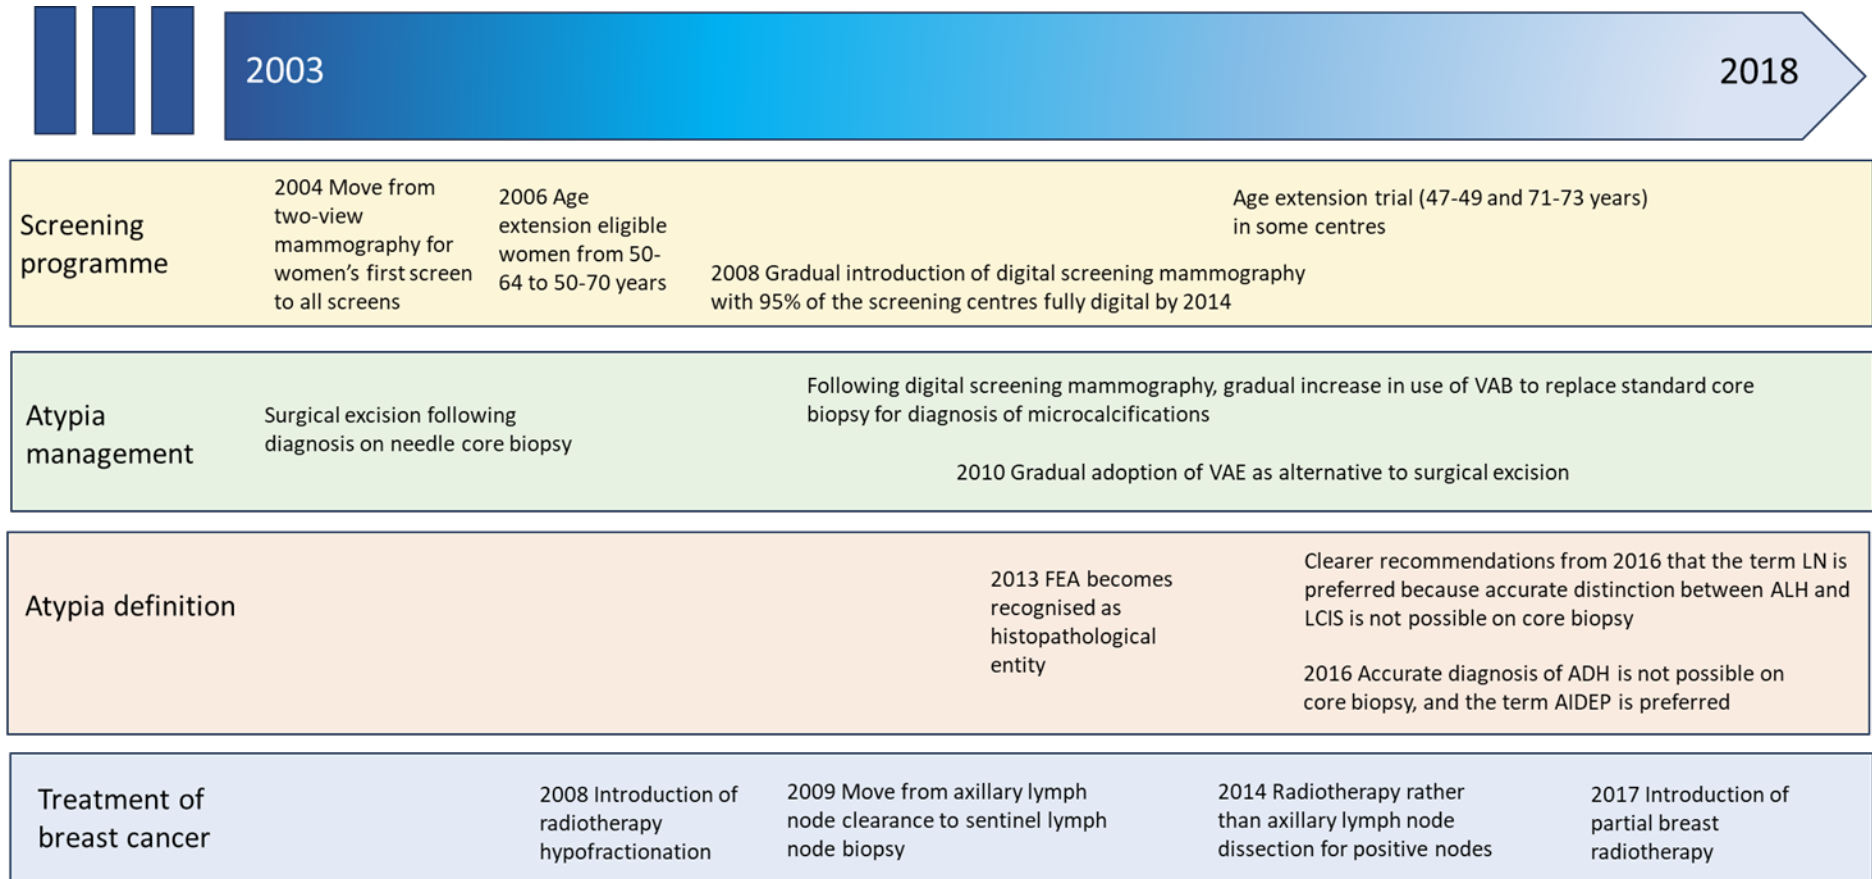 2003
2018
Screening
programme
2004 Move from
two-view
mammography for
women's first screen
to all screens
2006 Age
extension eligible
women from 50-
64 to 50-70 years
2008 Gradual introduction of digital screening mammography
with 95% of the screening centres fully digital by 2014
Age extension trial (47-49 and 71-73 years)
in some centres
Atypia
management
Surgical excision following
diagnosis on needle core biopsy
Following digital screening mammography, gradual increase in use of VAB to replace standard core
biopsy for diagnosis of microcalcifications
2010 Gradual adoption of VAE as alternative to surgical excision
Atypia definition
2013 FEA becomes
recognised as
histopathological
entity
Clearer recommendations from 2016 that the term LN is
preferred because accurate distinction between ALH and
LCIS is not possible on core biopsy
2016 Accurate diagnosis of ADH is not possible on
core biopsy, and the term AIDEP is preferred
Treatment of
breast cancer
2008 Introduction of
radiotherapy
hypofractionation
2009 Move from axillary lymph
node clearance to sentinel lymph
node biopsy
2014 Radiotherapy rather
than axillary lymph node
dissection for positive nodes
2017 Introduction of
partial breast
radiotherapy